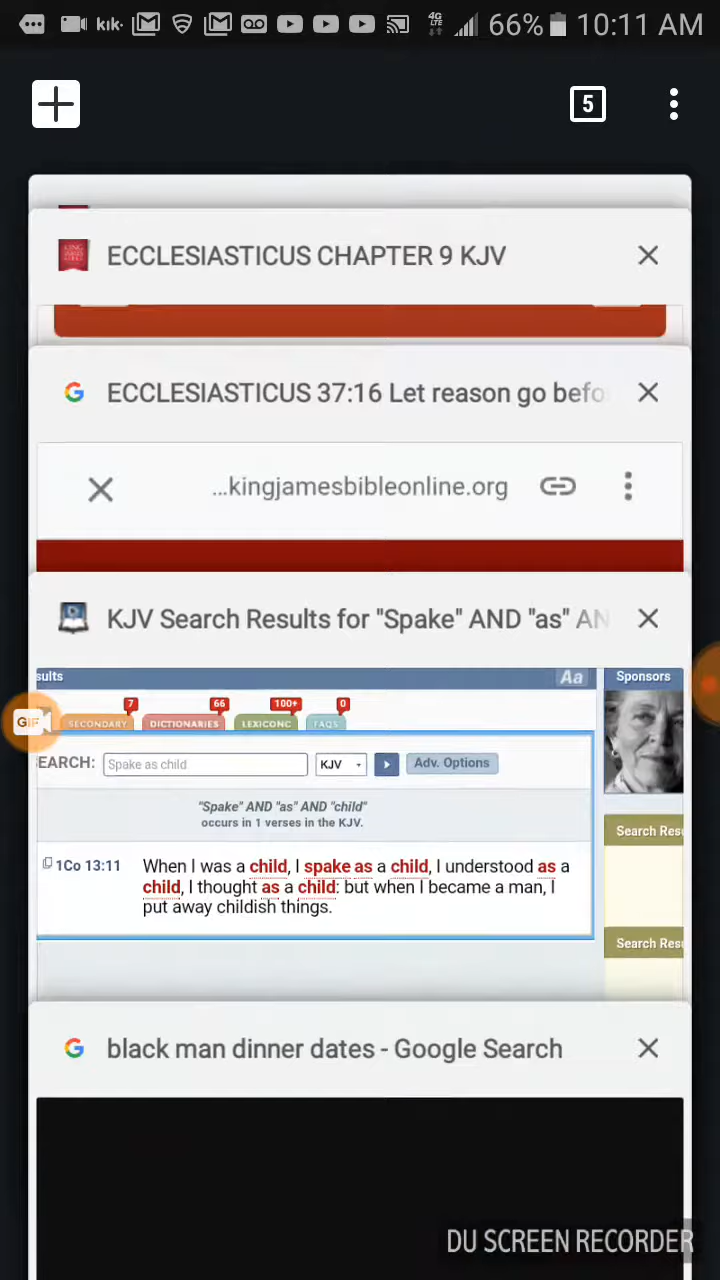 kik. 4G LTE 66% 10:11 AM
5
ECCLESIASTICUS CHAPTER 9 KJV
ECCLESIASTICUS 37:16 Let reason go befo
...kingjamesbibleonline.org
KJV Search Results for "Spake" AND "as" AN
sults Aa Sponsors
7 66 100+ 0
SECONDARY DICTIONARIES LEXICONC FAQS
GIF
EARCH: Spake as child KJV Adv. Options
"Spake" AND "as" AND "child"
occurs in 1 verses in the KJV.
Search Resu
1Co 13:11 When I was a child, I spake as a child, I understood as a
child, I thought as a child: but when I became a man, I
put away childish things.
Search Resu
black man dinner dates - Google Search
DU SCREEN RECORDER